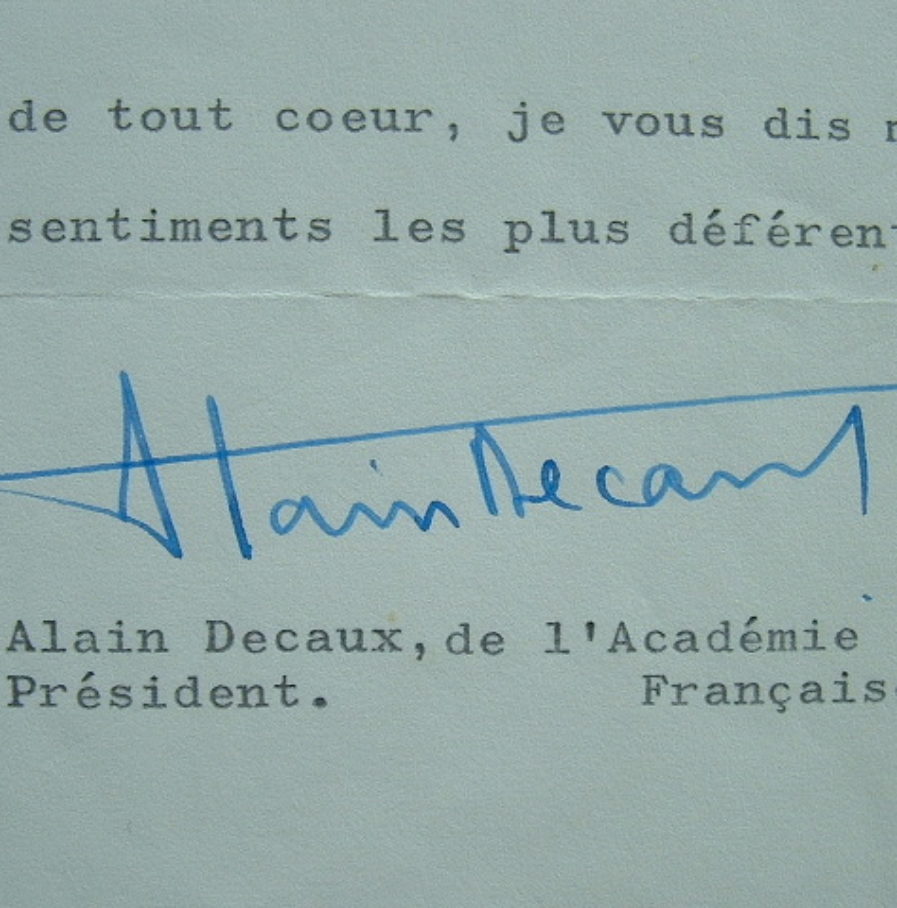 de tout coeur, je vous dis
sentiments les plus déféren
Alain Decaux
Alain Decaux, de l'Académie
Président. Français